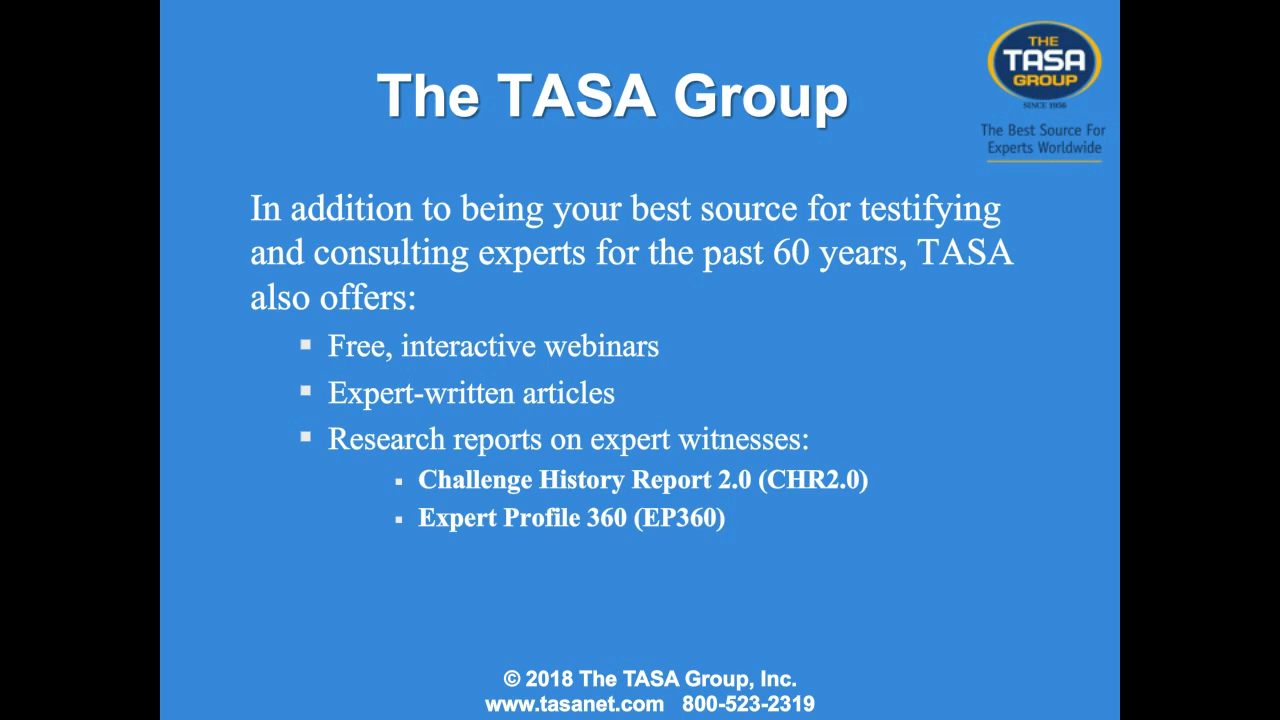 The TASA Group
THE
TASA
GROUP
SINCE 1956
The Best Source For
Experts Worldwide
In addition to being your best source for testifying
and consulting experts for the past 60 years, TASA
also offers:
Free, interactive webinars
Expert-written articles
Research reports on expert witnesses:
Challenge History Report 2.0 (CHR2.0)
Expert Profile 360 (EP360)
© 2018 The TASA Group, Inc.
www.tasanet.com 800-523-2319